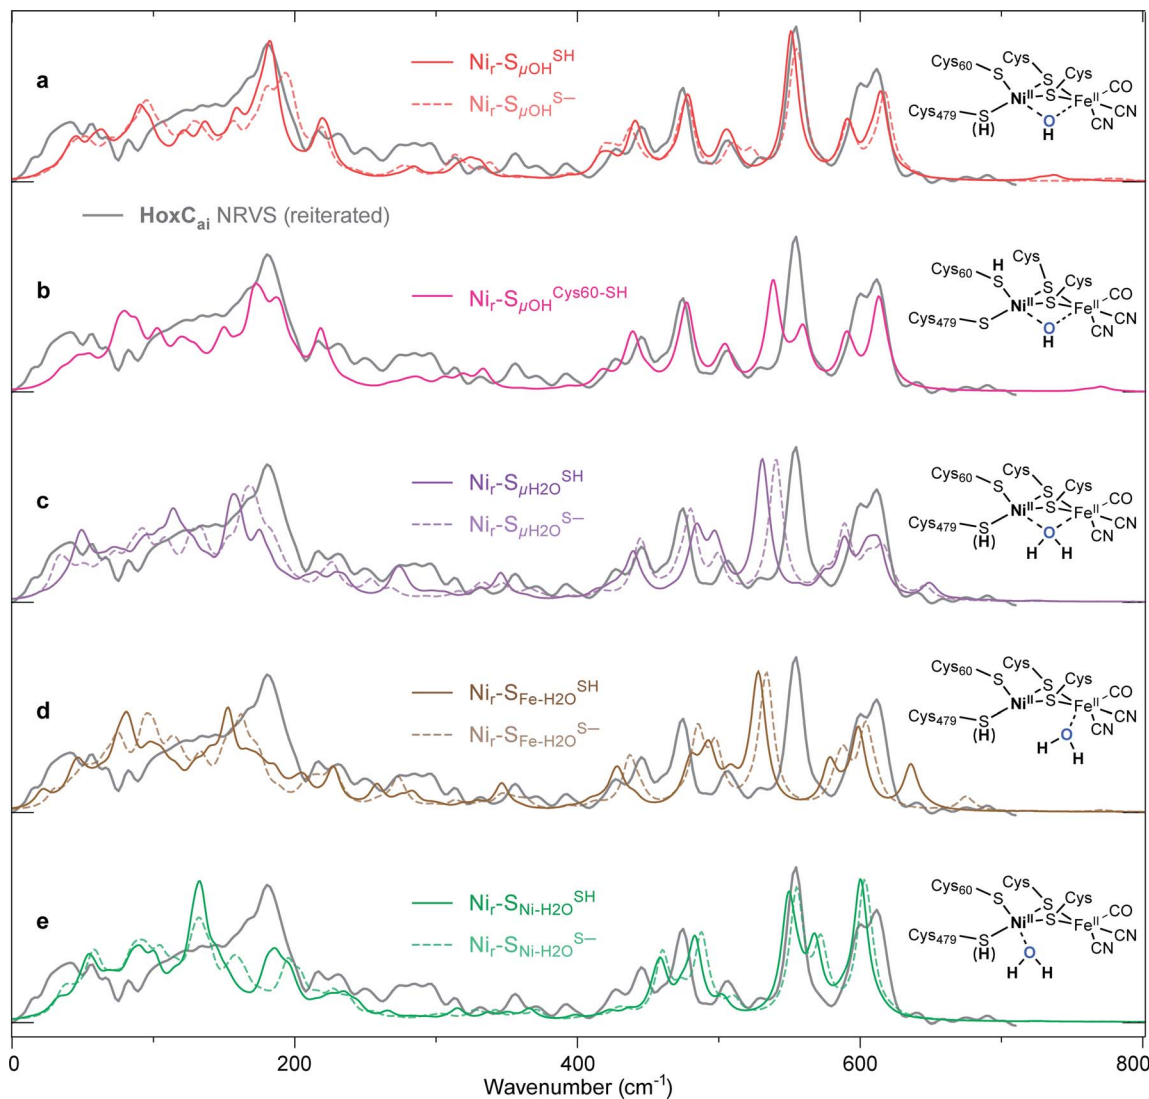 a
Ni_r-S_µOH^SH
Ni_r-S_µOH^S–
Cys60
Cys
S
S
Cys
Ni^II
S
Fe^II
CO
CN
CN
Cys479
S
(H)
O
H
HoxC_ai NRVS (reiterated)
b
Ni_r-S_µOH^Cys60-SH
H
Cys60
Cys
S
S
Cys
Ni^II
S
Fe^II
CO
CN
CN
Cys479
S
O
H
c
Ni_r-S_µH2O^SH
Ni_r-S_µH2O^S–
Cys60
Cys
S
S
Cys
Ni^II
S
Fe^II
CO
CN
CN
Cys479
S
(H)
O
H
H
d
Ni_r-S_Fe-H2O^SH
Ni_r-S_Fe-H2O^S–
Cys60
Cys
S
S
Cys
Ni^II
S
Fe^II
CO
CN
CN
Cys479
S
(H)
O
H
H
e
Ni_r-S_Ni-H2O^SH
Ni_r-S_Ni-H2O^S–
Cys60
Cys
S
S
Cys
Ni^II
S
Fe^II
CO
CN
CN
Cys479
S
(H)
O
H
H
0 200 400 600 800
Wavenumber (cm⁻¹)